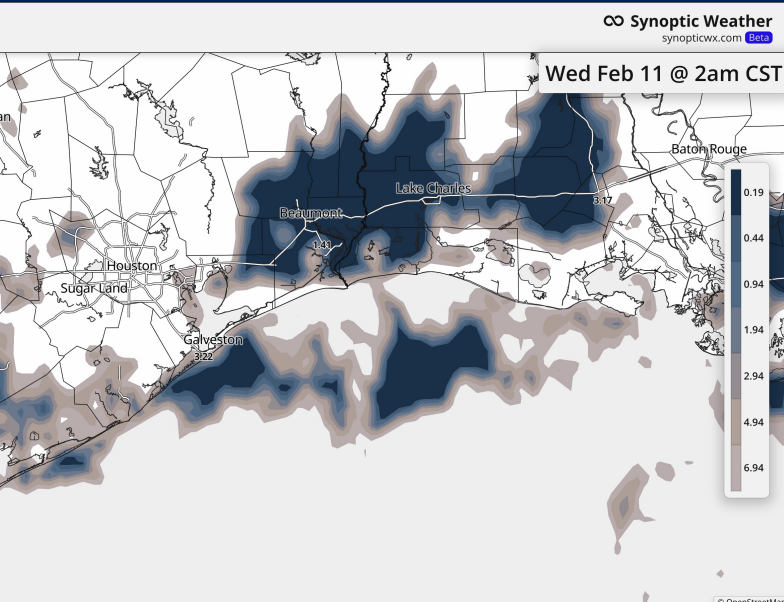 Synoptic Weather
synopticwx.com Beta
Wed Feb 11 @ 2am CST
an
Baton Rouge
Lake Charles
0.19
3.17
Beaumont
0.44
1.41
Houston
0.94
Sugar Land
1.94
Galveston
3.22
2.94
4.94
6.94
© OpenStreetMa